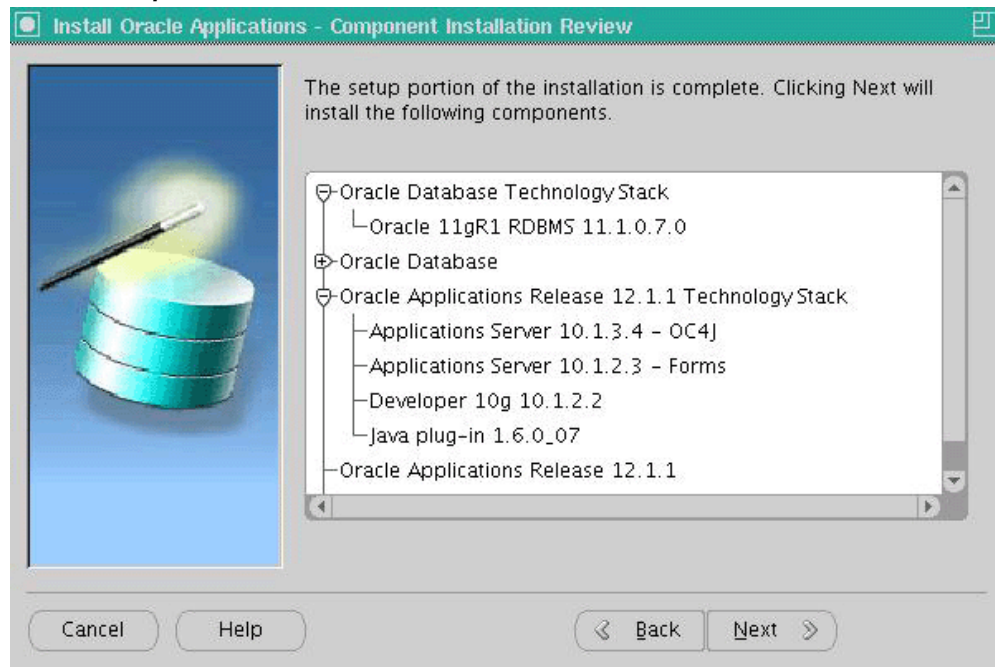 Install Oracle Applications - Component Installation Review
The setup portion of the installation is complete. Clicking Next will
install the following components.
Oracle Database Technology Stack
Oracle 11gR1 RDBMS 11.1.0.7.0
Oracle Database
Oracle Applications Release 12.1.1 Technology Stack
Applications Server 10.1.3.4 - OC4J
Applications Server 10.1.2.3 - Forms
Developer 10g 10.1.2.2
Java plug-in 1.6.0_07
Oracle Applications Release 12.1.1
Cancel Help Back Next